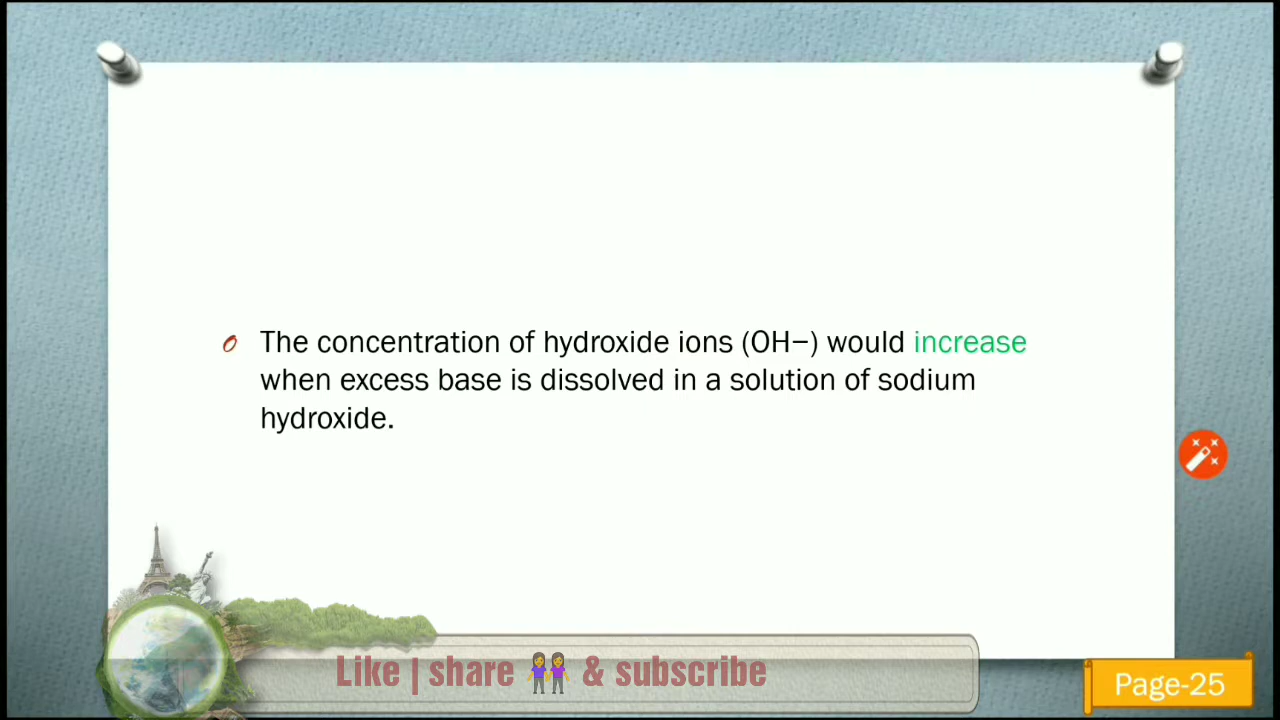 The concentration of hydroxide ions (OH−) would increase
when excess base is dissolved in a solution of sodium
hydroxide.
Like | share 👭 & subscribe
Page-25